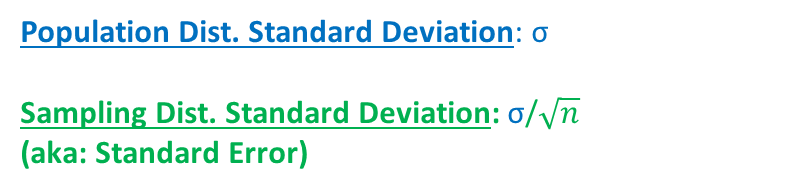 Population Dist. Standard Deviation: σ
Sampling Dist. Standard Deviation: σ/√n
(aka: Standard Error)